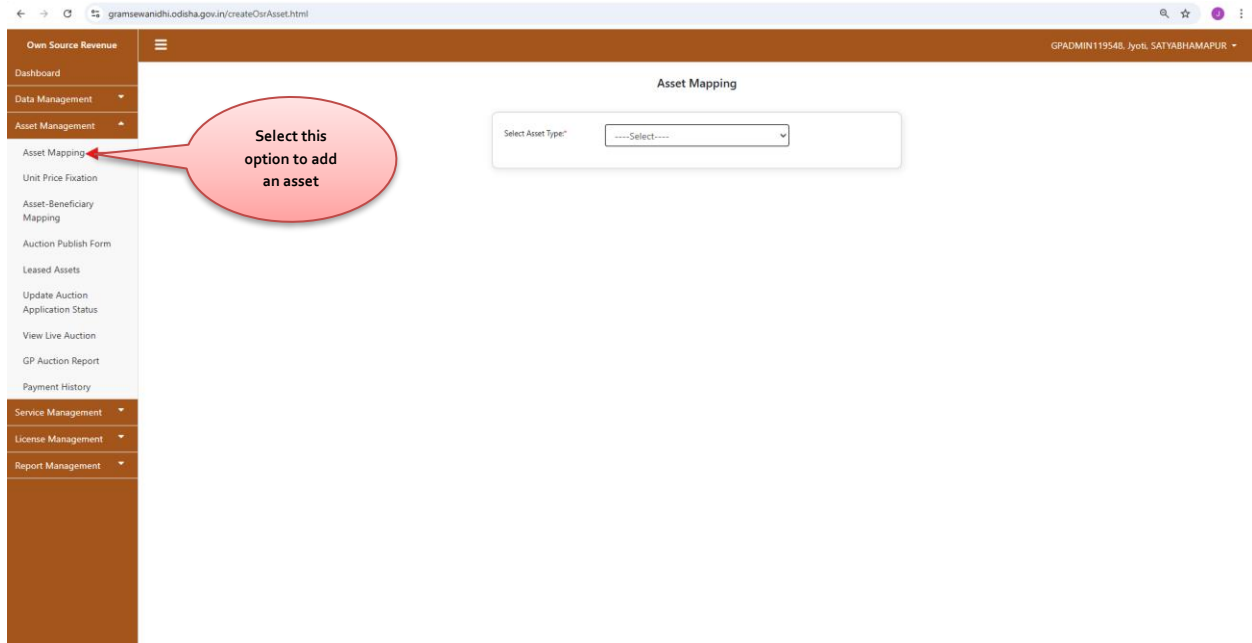 gramsewanidhi.odisha.gov.in/createOsrAsset.html
J
Own Source Revenue
GPADMIN119548, Jyoti, SATYABHAMAPUR
Dashboard
Data Management
Asset Management
Asset Mapping
Unit Price Fixation
Asset-Beneficiary
Mapping
Auction Publish Form
Leased Assets
Update Auction
Application Status
View Live Auction
GP Auction Report
Payment History
Service Management
License Management
Report Management
Select this
option to add
an asset
Asset Mapping
Select Asset Type:*
----Select----